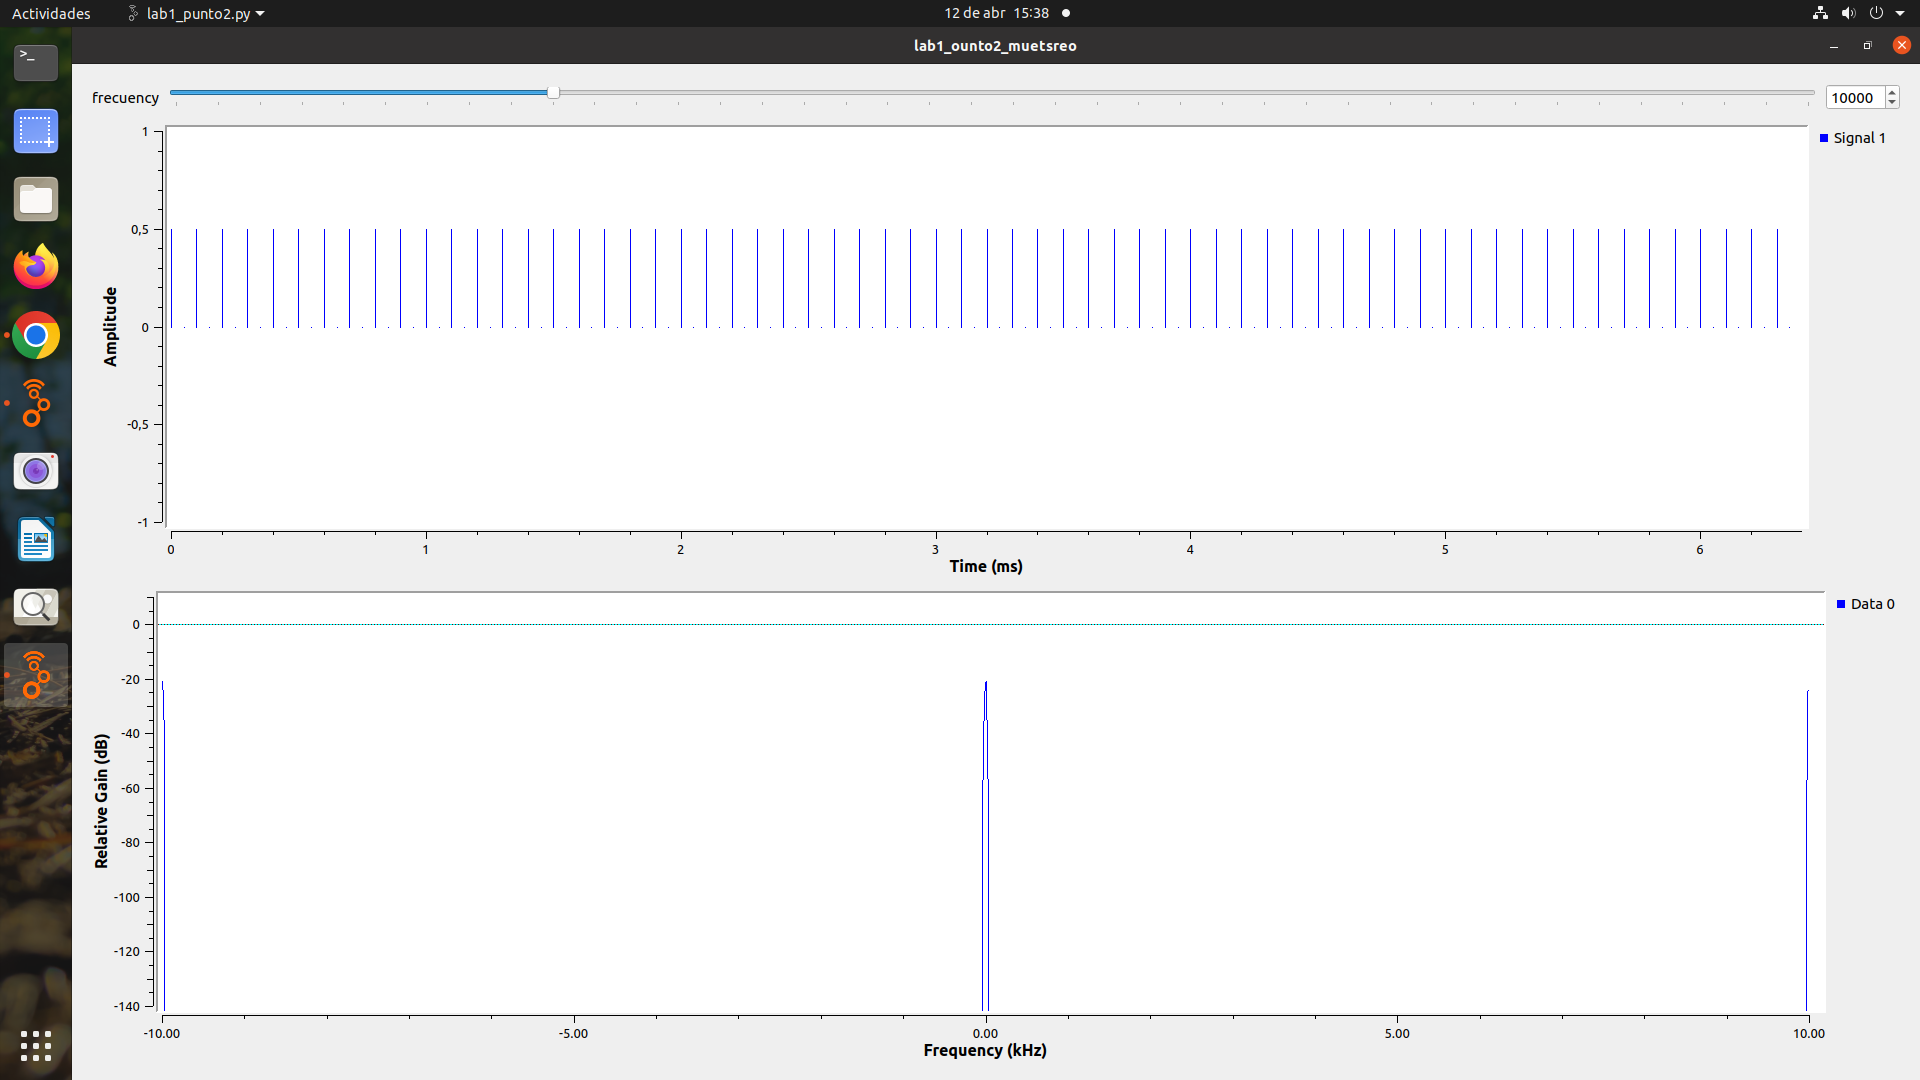 Actividades
lab1_punto2.py
12 de abr 15:38
lab1_ounto2_muetsreo
frecuency
10000
1
0,5
0
-0,5
-1
Amplitude
Signal 1
0 1 2 3 4 5 6
Time (ms)
0
-20
-40
-60
-80
-100
-120
-140
Relative Gain (dB)
Data 0
-10.00 -5.00 0.00 5.00 10.00
Frequency (kHz)